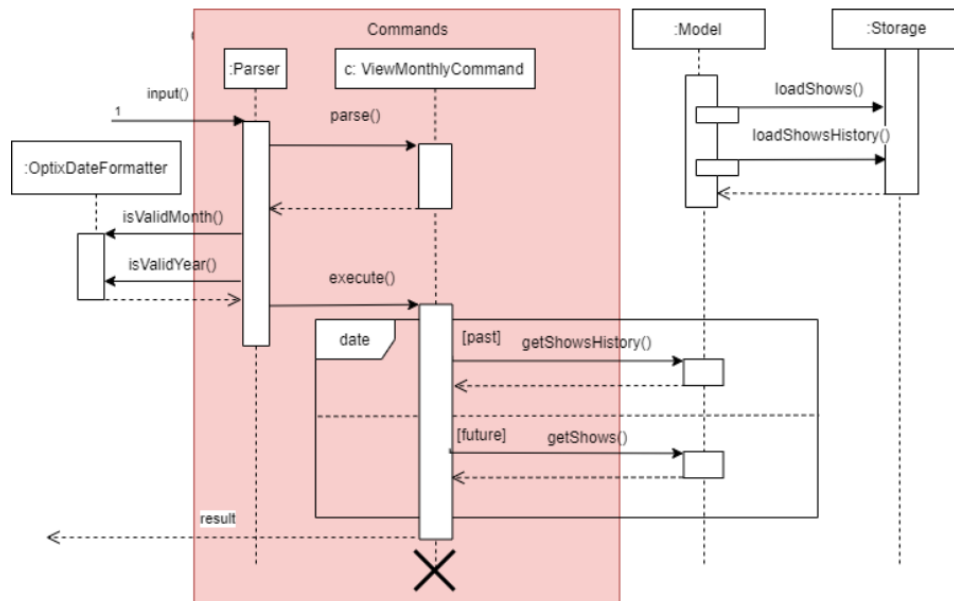 Commands
:Model
:Storage
:Parser
c: ViewMonthlyCommand
input()
1
parse()
loadShows()
loadShowsHistory()
:OptixDateFormatter
isValidMonth()
isValidYear()
execute()
date
[past]
getShowsHistory()
[future]
getShows()
result